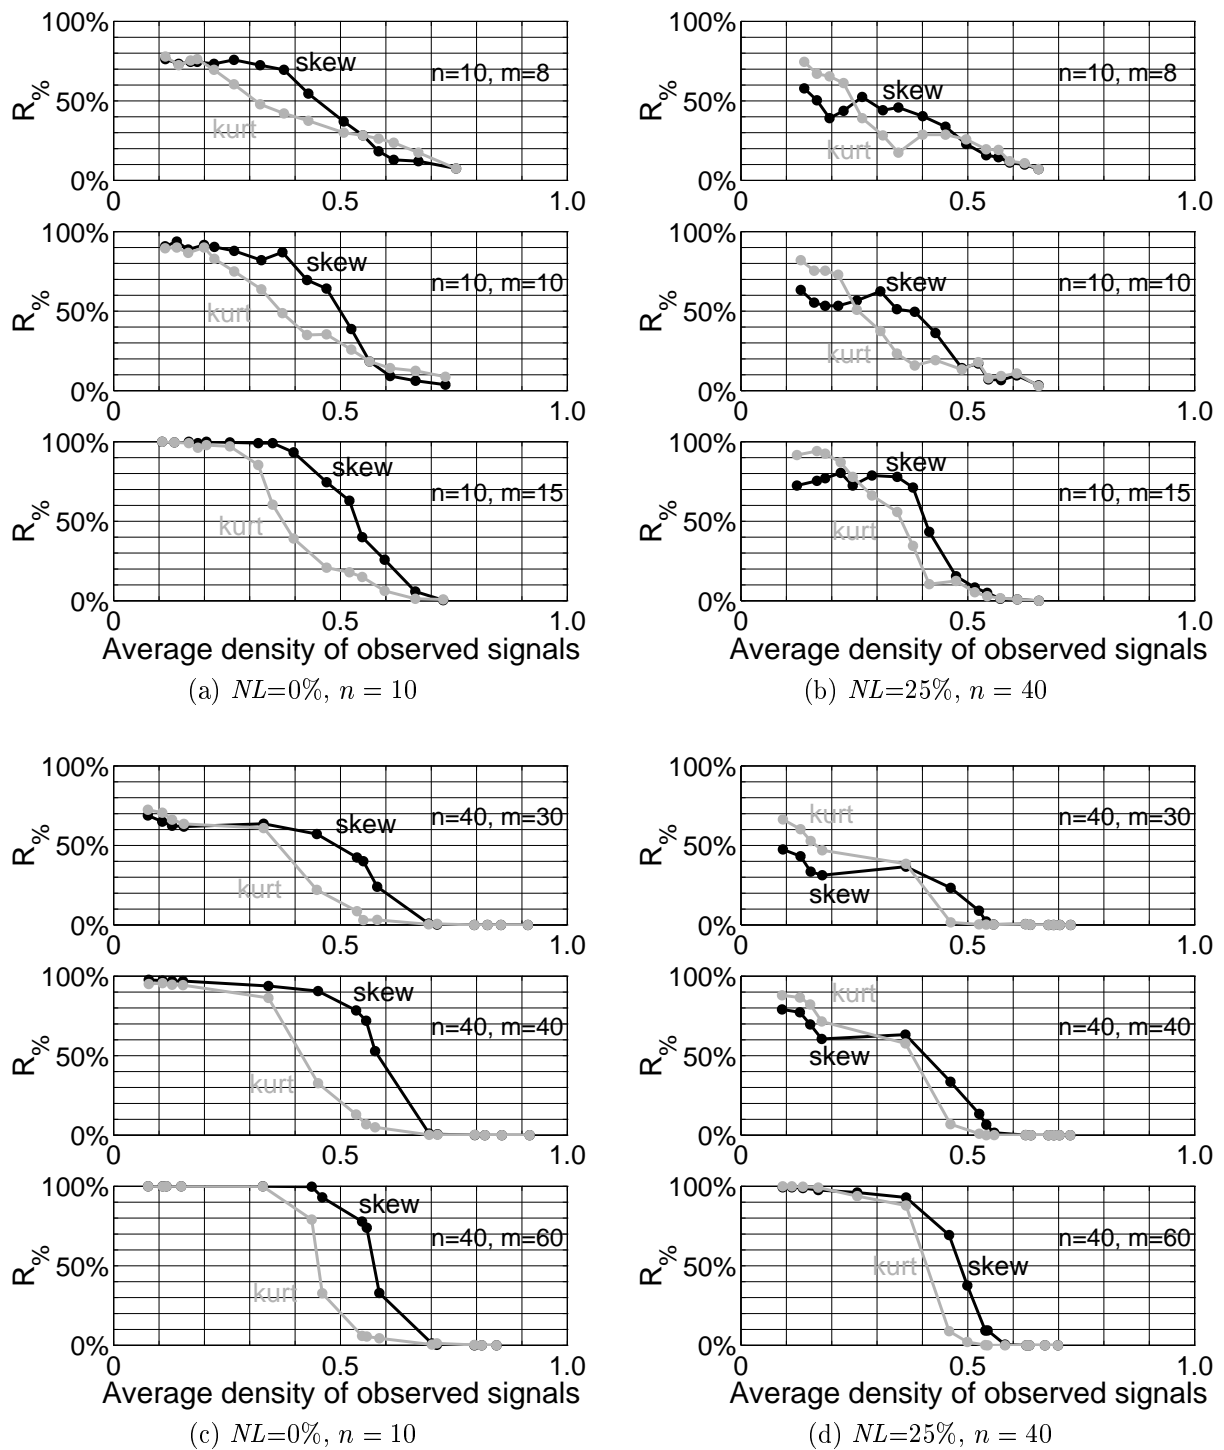 100%
50%
0%
R%
skew
kurt
n=10, m=8
0 0.5 1.0
100%
50%
0%
R%
skew
kurt
n=10, m=10
0 0.5 1.0
100%
50%
0%
R%
skew
kurt
n=10, m=15
0 0.5 1.0
Average density of observed signals
(a) NL=0%, n = 10
100%
50%
0%
R%
skew
kurt
n=10, m=8
0 0.5 1.0
100%
50%
0%
R%
skew
kurt
n=10, m=10
0 0.5 1.0
100%
50%
0%
R%
skew
kurt
n=10, m=15
0 0.5 1.0
Average density of observed signals
(b) NL=25%, n = 40
100%
50%
0%
R%
skew
kurt
n=40, m=30
0 0.5 1.0
100%
50%
0%
R%
skew
kurt
n=40, m=40
0 0.5 1.0
100%
50%
0%
R%
skew
kurt
n=40, m=60
0 0.5 1.0
Average density of observed signals
(c) NL=0%, n = 10
100%
50%
0%
R%
kurt
skew
n=40, m=30
0 0.5 1.0
100%
50%
0%
R%
kurt
skew
n=40, m=40
0 0.5 1.0
100%
50%
0%
R%
kurt
skew
n=40, m=60
0 0.5 1.0
Average density of observed signals
(d) NL=25%, n = 40